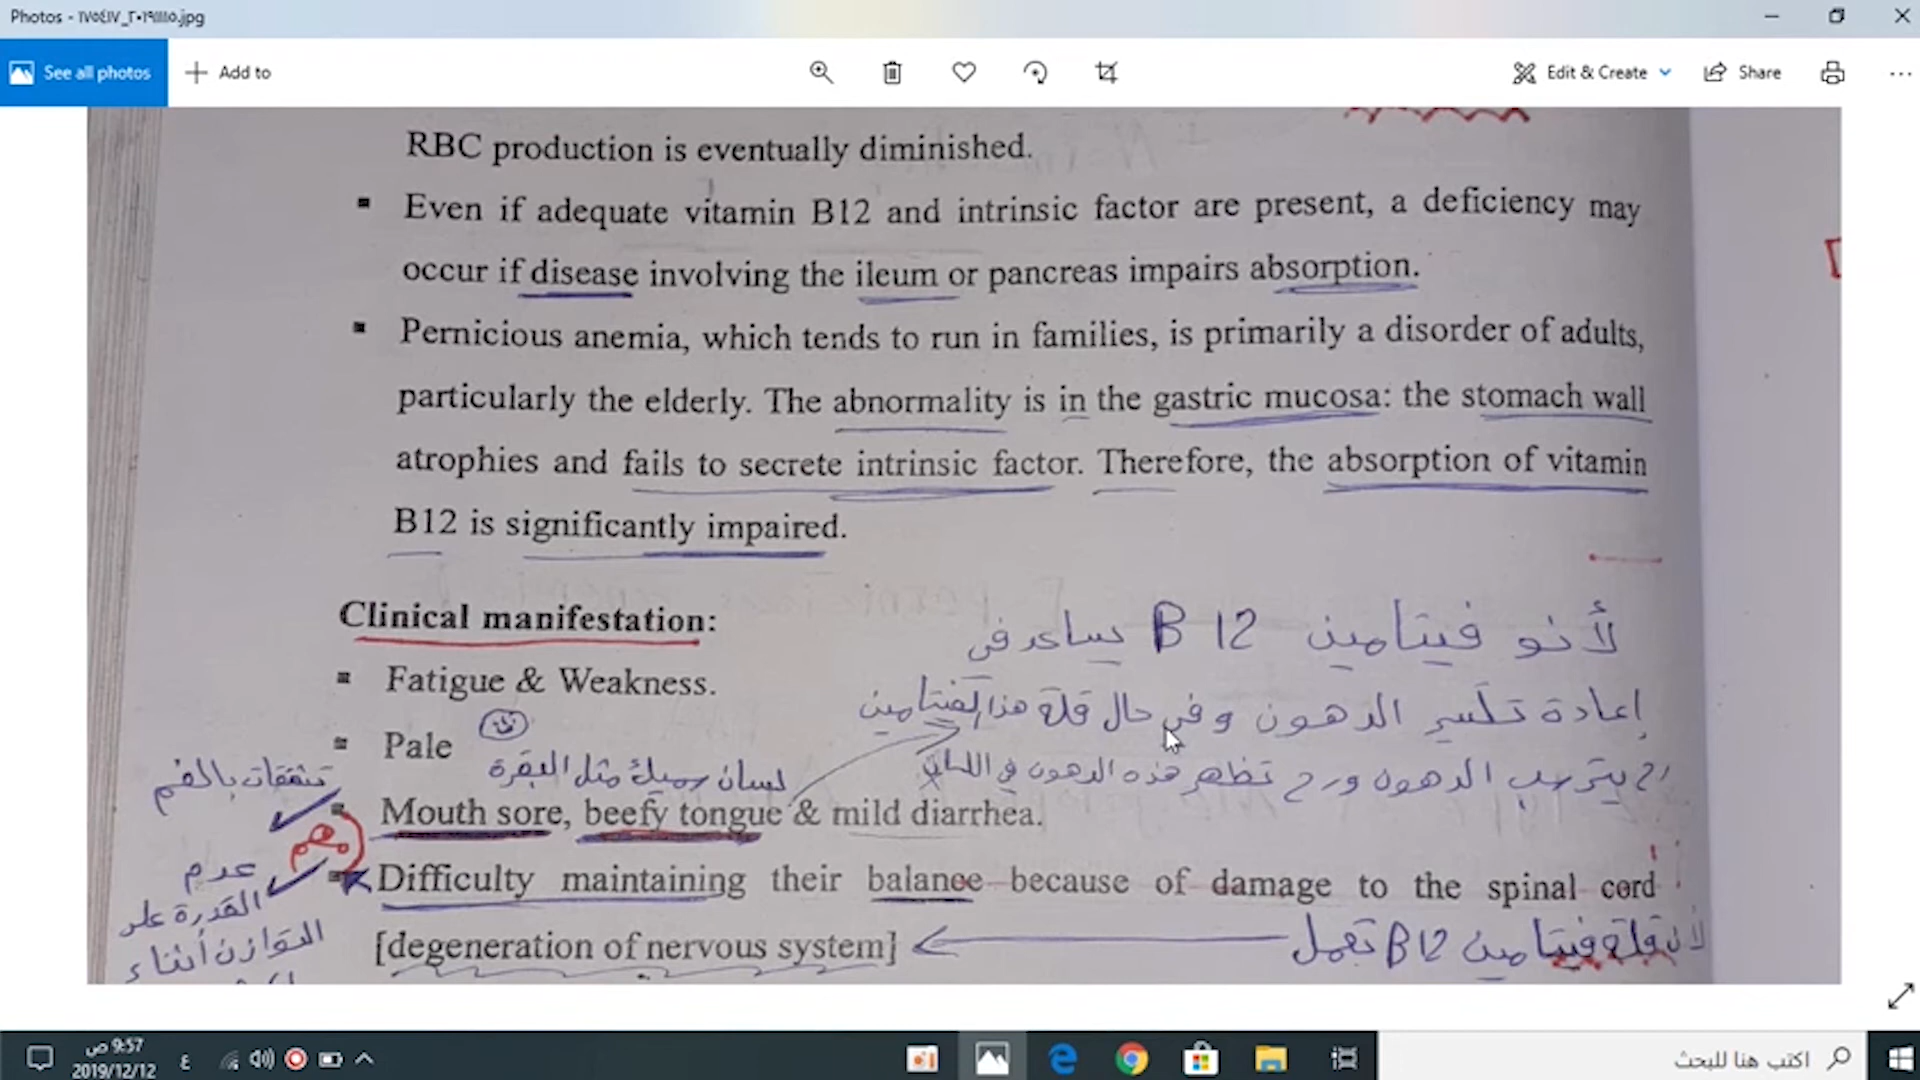 Photos - ٢٠١٩١١١٥_١٧٥٤١٧.jpg
See all photos
Add to
Edit & Create
Share
RBC production is eventually diminished.
▪ Even if adequate vitamin B12 and intrinsic factor are present, a deficiency may
occur if disease involving the ileum or pancreas impairs absorption.
▪ Pernicious anemia, which tends to run in families, is primarily a disorder of adults,
particularly the elderly. The abnormality is in the gastric mucosa: the stomach wall
atrophies and fails to secrete intrinsic factor. Therefore, the absorption of vitamin
B12 is significantly impaired.
Clinical manifestation:
لأنو فيتامين B 12 يساعد في
▪ Fatigue & Weakness.
إعادة تكسير الدهون و في حال قلة هذا الفيتامين
▪ Pale
رح يترسب الدهون و رح تظهر هذه الدهون في اللسان
لسان سميك مثل البقرة
تشققات بالفم
▪ Mouth sore, beefy tongue & mild diarrhea.
▪ Difficulty maintaining their balance because of damage to the spinal cord
عدم
القدرة على
التوازن أثناء
[degeneration of nervous system]
لأن قلة فيتامين B12 تعمل
9:57 ص
2019/12/12
ع
اكتب هنا للبحث